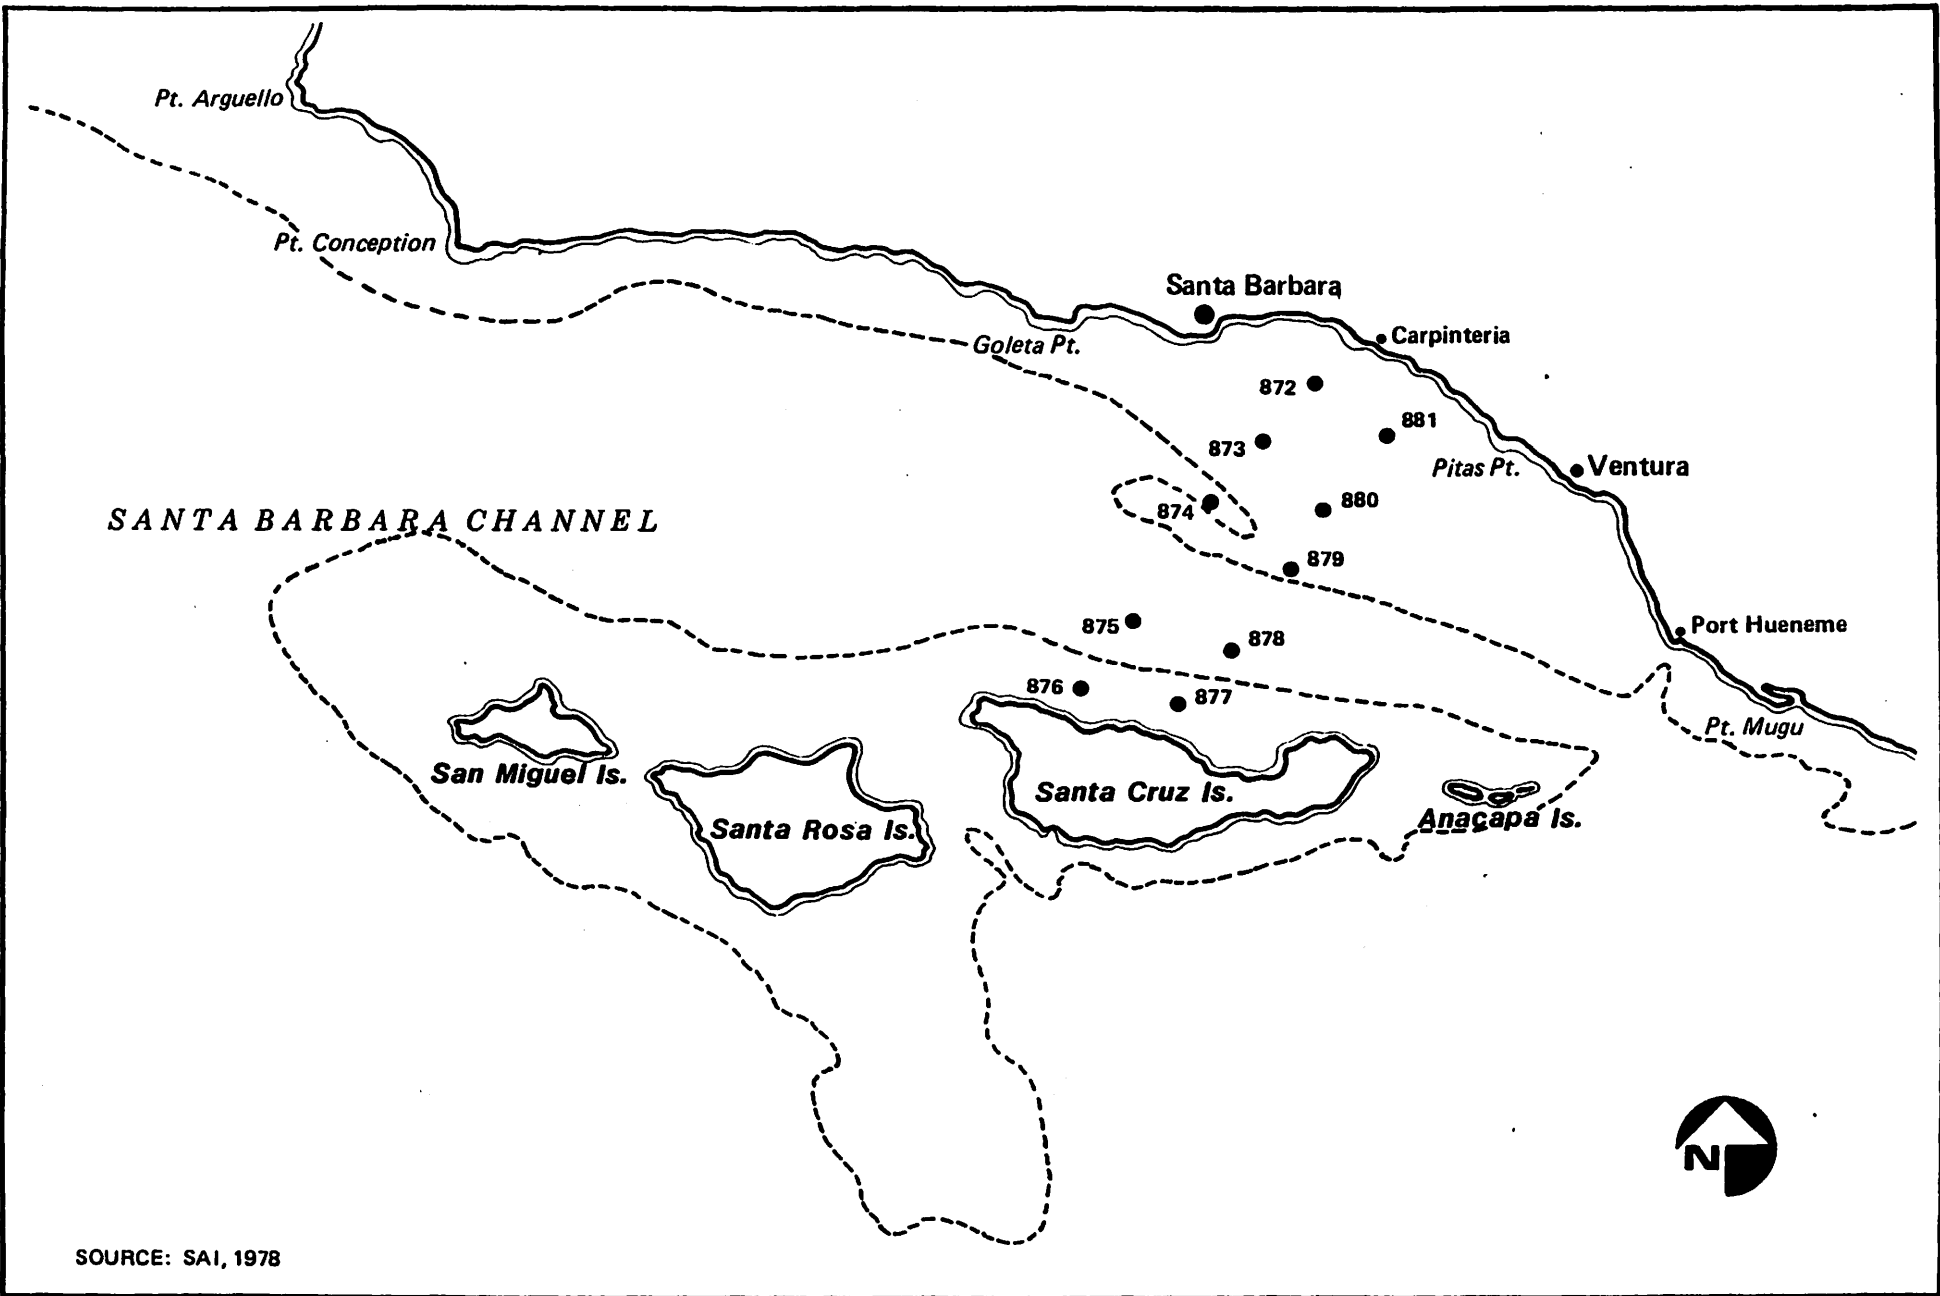 Pt. Arguello
Pt. Conception
Santa Barbara
Carpinteria
Goleta Pt.
872
881
873
Pitas Pt.
Ventura
874
880
SANTA BARBARA CHANNEL
879
875
878
Port Hueneme
876
877
Pt. Mugu
San Miguel Is.
Santa Cruz Is.
Anacapa Is.
Santa Rosa Is.
N
SOURCE: SAI, 1978